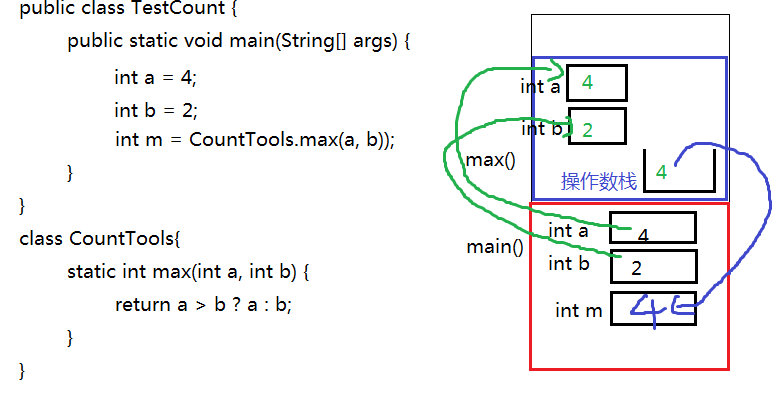 public class TestCount {
public static void main(String[] args) {
int a = 4;
int b = 2;
int m = CountTools.max(a, b));
}
}
class CountTools{
static int max(int a, int b) {
return a > b ? a : b;
}
}
int a 4
int b 2
max()
操作数栈 4
main()
int a 4
int b 2
int m 4